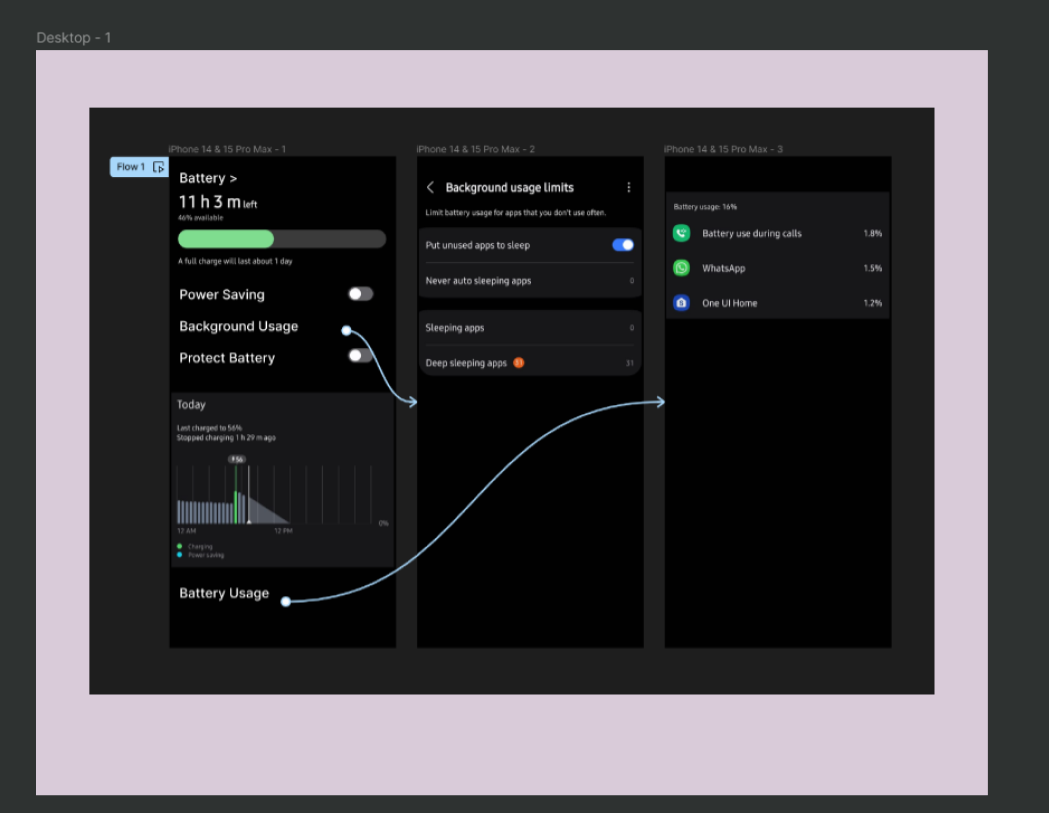 Desktop - 1
Flow 1
iPhone 14 & 15 Pro Max - 1
Battery >
11 h 3 m left
46% available
A full charge will last about 1 day
Power Saving
Background Usage
Protect Battery
Today
Last charged to 56%
Stopped charging 1 h 29 m ago
56
0%
12 AM 12 PM
Charging
Power saving
Battery Usage
iPhone 14 & 15 Pro Max - 2
Background usage limits
Limit battery usage for apps that you don't use often.
Put unused apps to sleep
Never auto sleeping apps 0
Sleeping apps 0
Deep sleeping apps 31
iPhone 14 & 15 Pro Max - 3
Battery usage: 16%
Battery use during calls 1.8%
WhatsApp 1.5%
One UI Home 1.2%